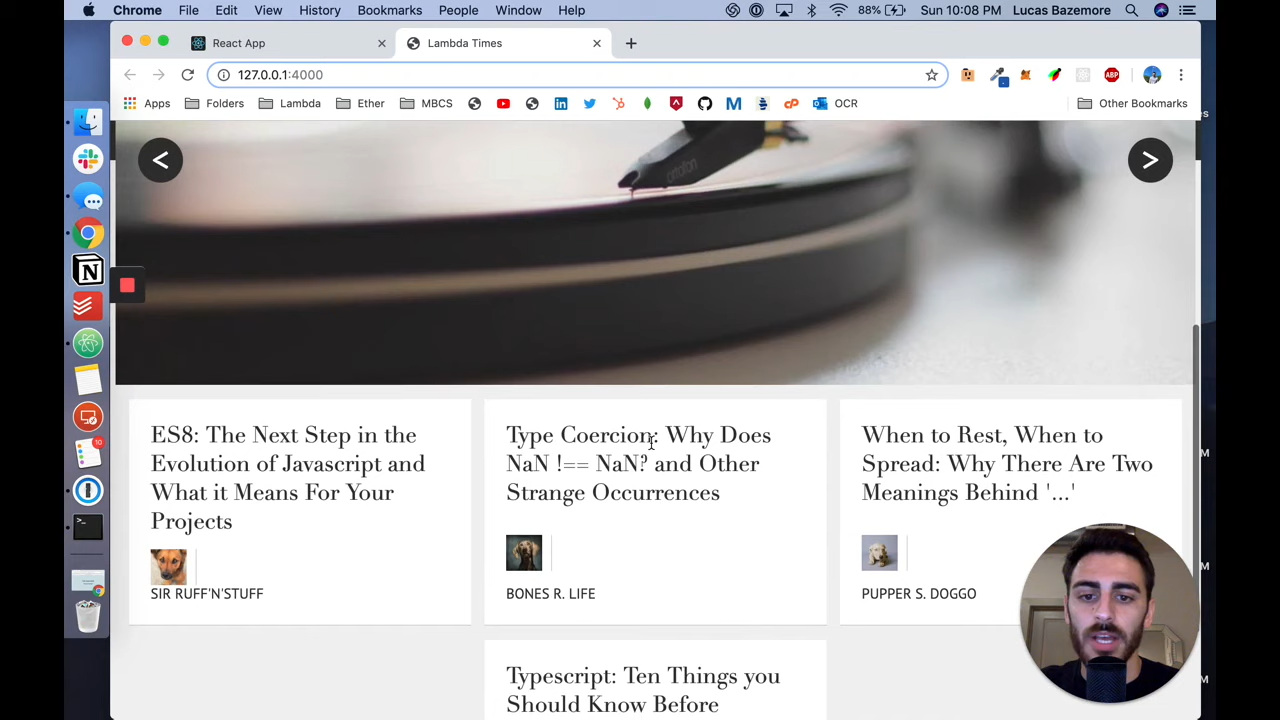 Chrome File Edit View History Bookmarks People Window Help 88% Sun 10:08 PM Lucas Bazemore
React App
Lambda Times
127.0.0.1:4000
Apps Folders Lambda Ether MBCS OCR Other Bookmarks
ABP
ortofon
< >
ES8: The Next Step in the
Evolution of Javascript and
What it Means For Your
Projects
SIR RUFF'N'STUFF
Type Coercion: Why Does
NaN !== NaN? and Other
Strange Occurrences
BONES R. LIFE
When to Rest, When to
Spread: Why There Are Two
Meanings Behind '...'
PUPPER S. DOGGO
Typescript: Ten Things you
Should Know Before
10